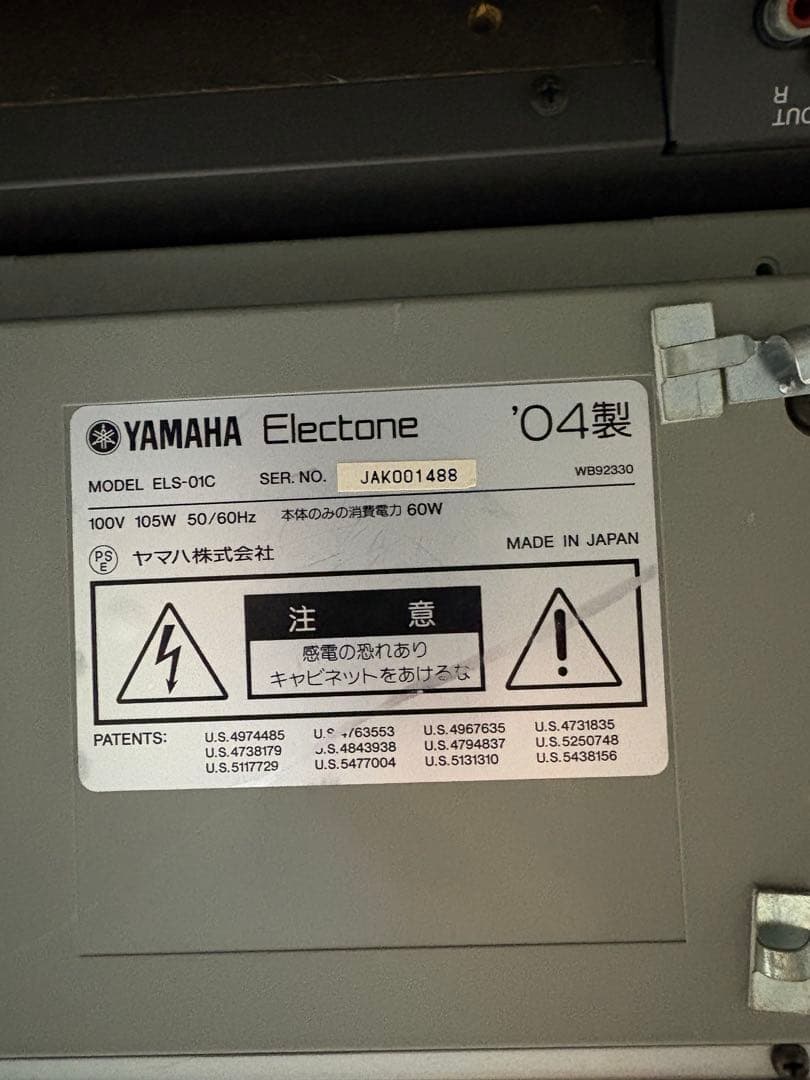 OUT
R
YAMAHA Electone '04製
MODEL ELS-01C SER. NO. JAK001488 WB92330
100V 105W 50/60Hz 本体のみの消費電力 60W
PS
E
ヤマハ株式会社 MADE IN JAPAN
注 意
感電の恐れあり
キャビネットをあけるな
PATENTS: U.S.4974485 U.S. 4763553 U.S.4967635 U.S.4731835
U.S.4738179 U.S.4843938 U.S.4794837 U.S.5250748
U.S.5117729 U.S.5477004 U.S.5131310 U.S.5438156